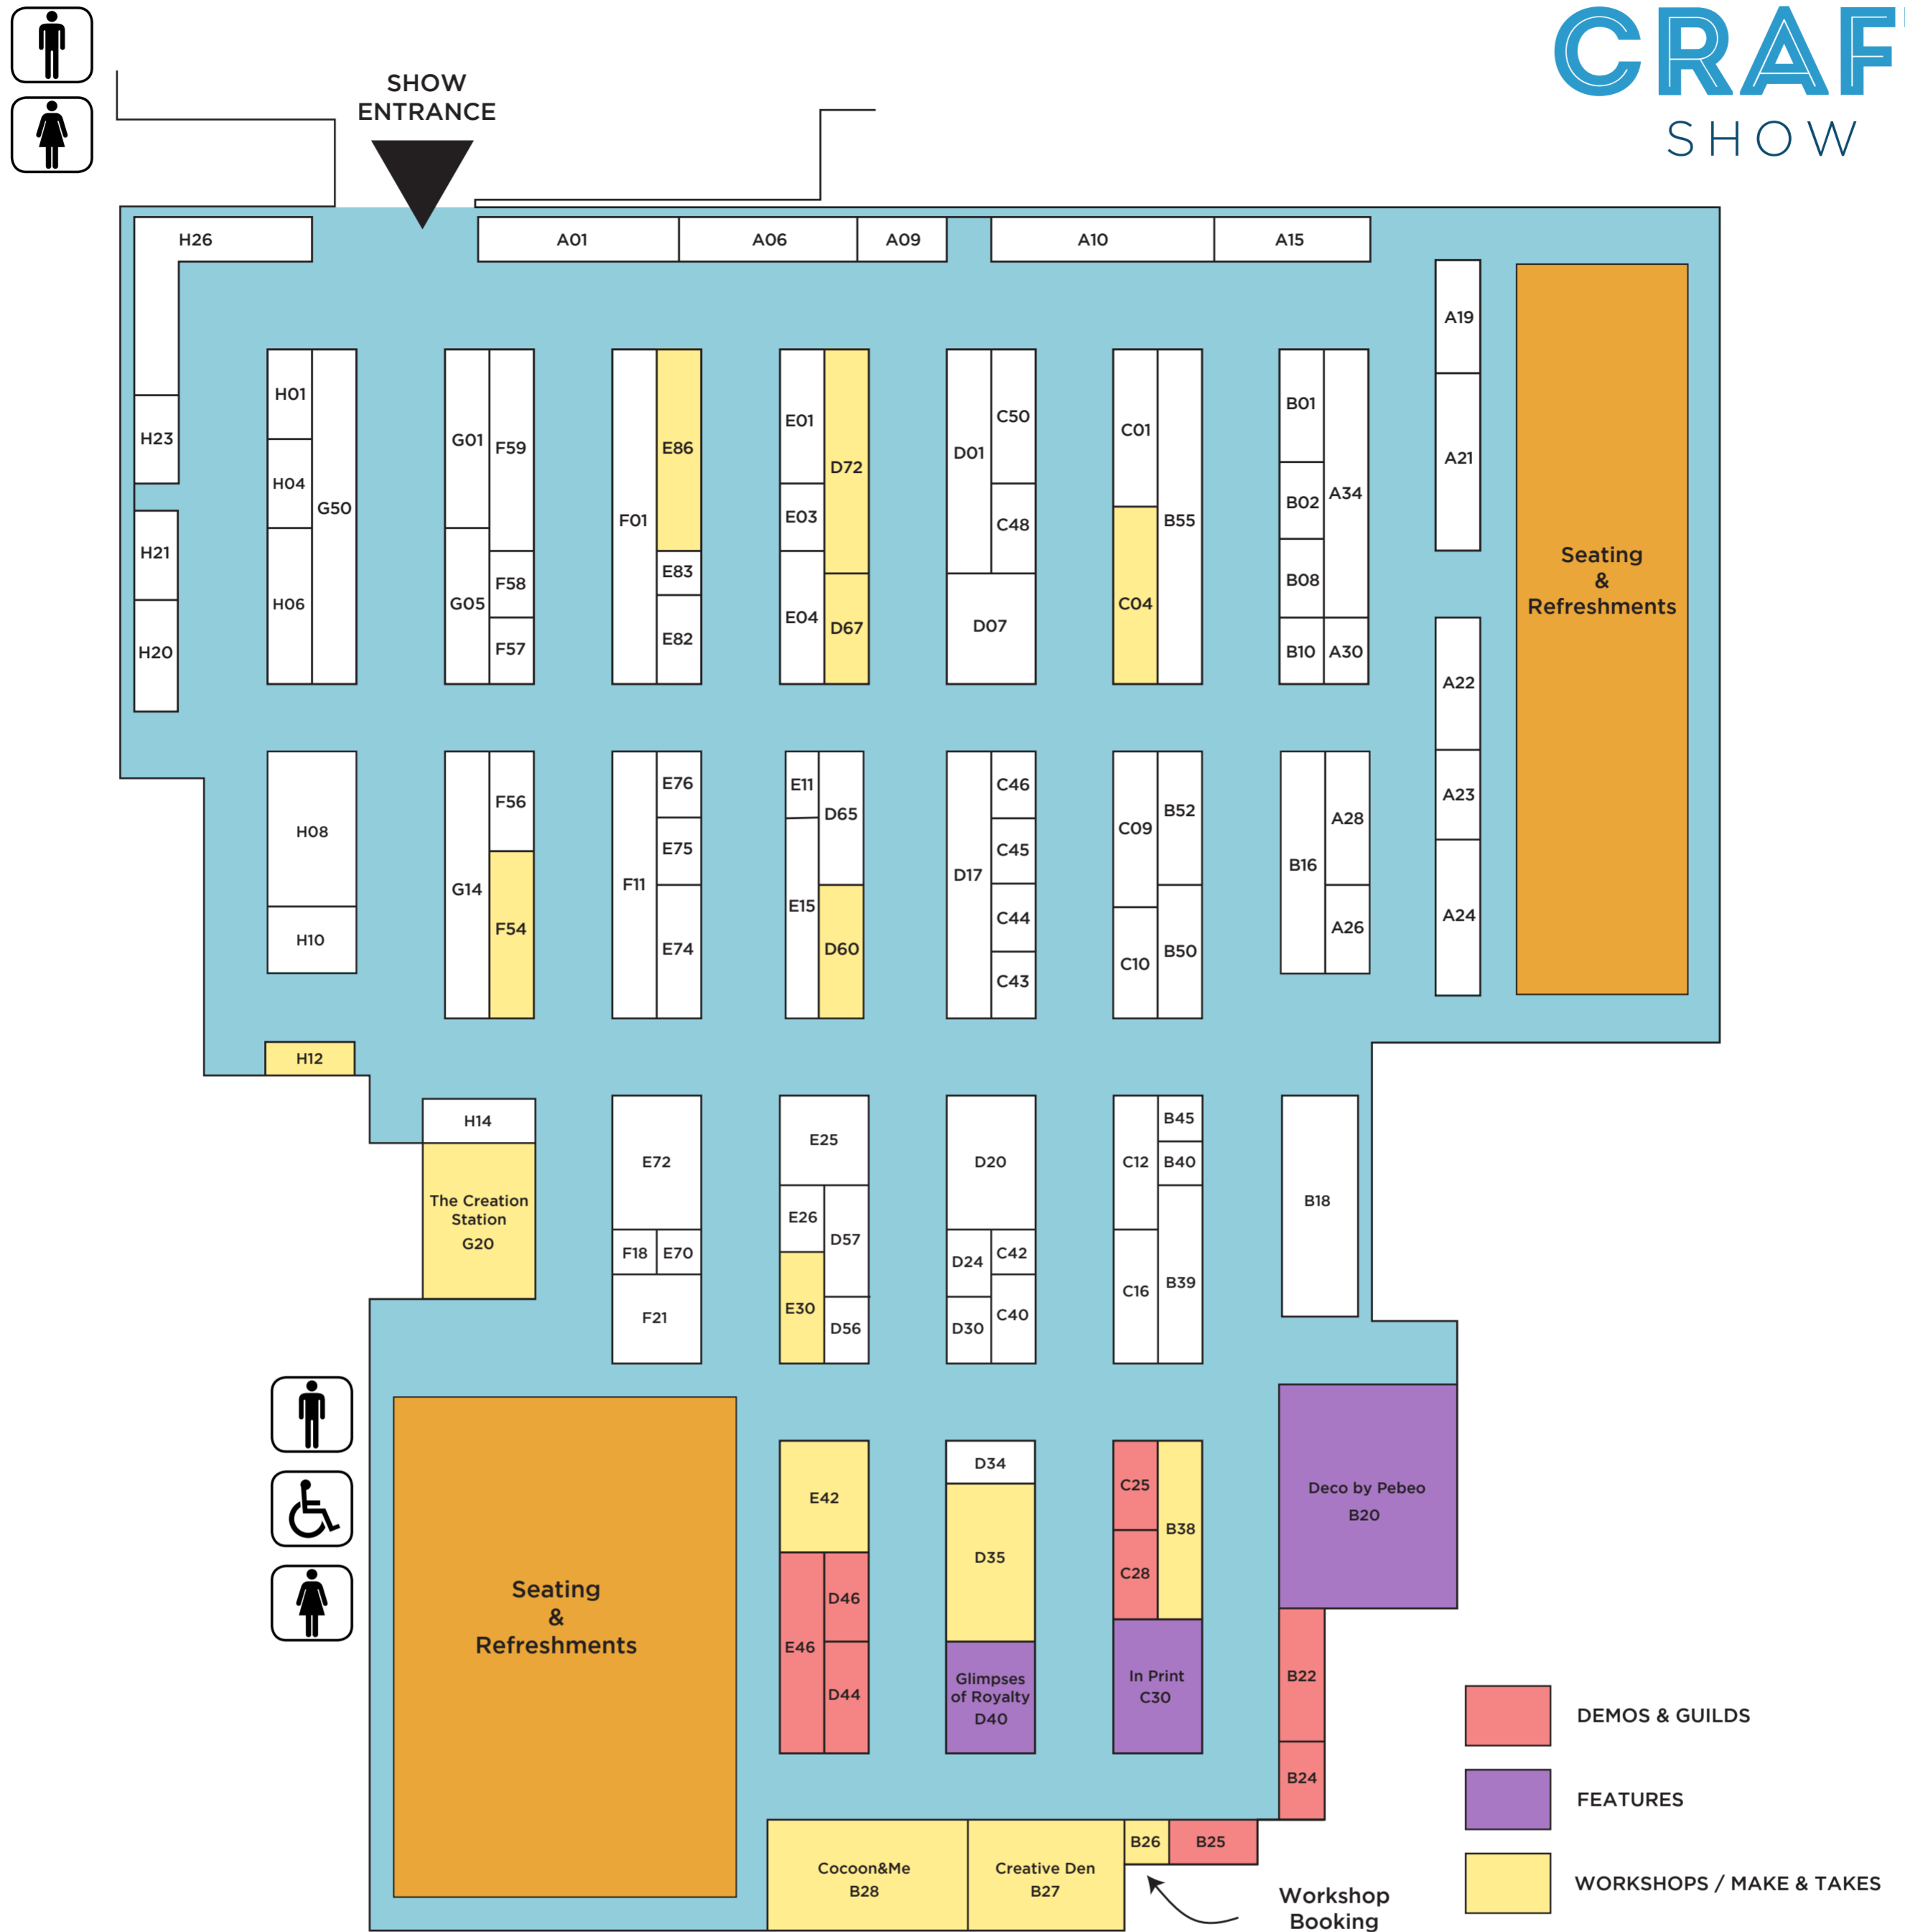 CRAF
SHOW
SHOW
ENTRANCE
H26
A01
A06
A09
A10
A15
A19
A21
H23
H21
H20
H01
H04
H06
G50
G01
G05
F59
F58
F57
F01
E86
E83
E82
E01
E03
E04
D72
D67
D01
C50
C48
D07
C01
C04
B55
B01
B02
B08
B10
A34
A30
Seating
&
Refreshments
A22
A23
A24
H08
H10
G14
F56
F54
F11
E76
E75
E74
E11
E15
D65
D60
D17
C46
C45
C44
C43
C09
C10
B52
B50
B16
A28
A26
H12
H14
The Creation
Station
G20
E72
F18
E70
F21
E25
E26
D57
E30
D56
D20
D24
C42
D30
C40
C12
B45
B40
C16
B39
B18
Seating
&
Refreshments
E42
E46
D46
D44
D34
D35
Glimpses
of Royalty
D40
C25
C28
B38
In Print
C30
Deco by Pebeo
B20
B22
B24
Cocoon&Me
B28
Creative Den
B27
B26
B25
Workshop
Booking
DEMOS & GUILDS
FEATURES
WORKSHOPS / MAKE & TAKES